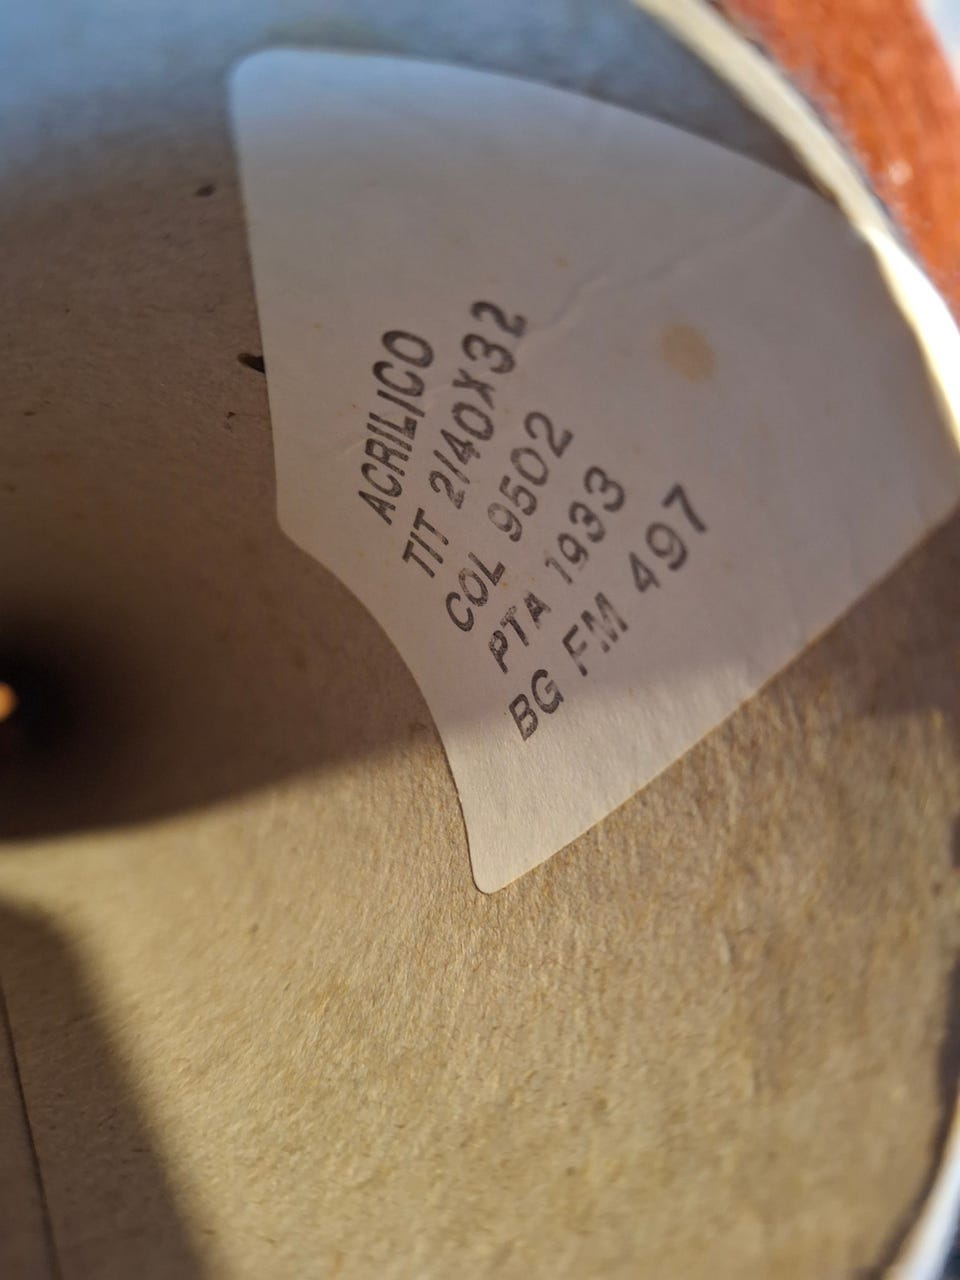 ACRILICO
TIT 2/40X32
COL 9502
PTA 1933
BG FM 497